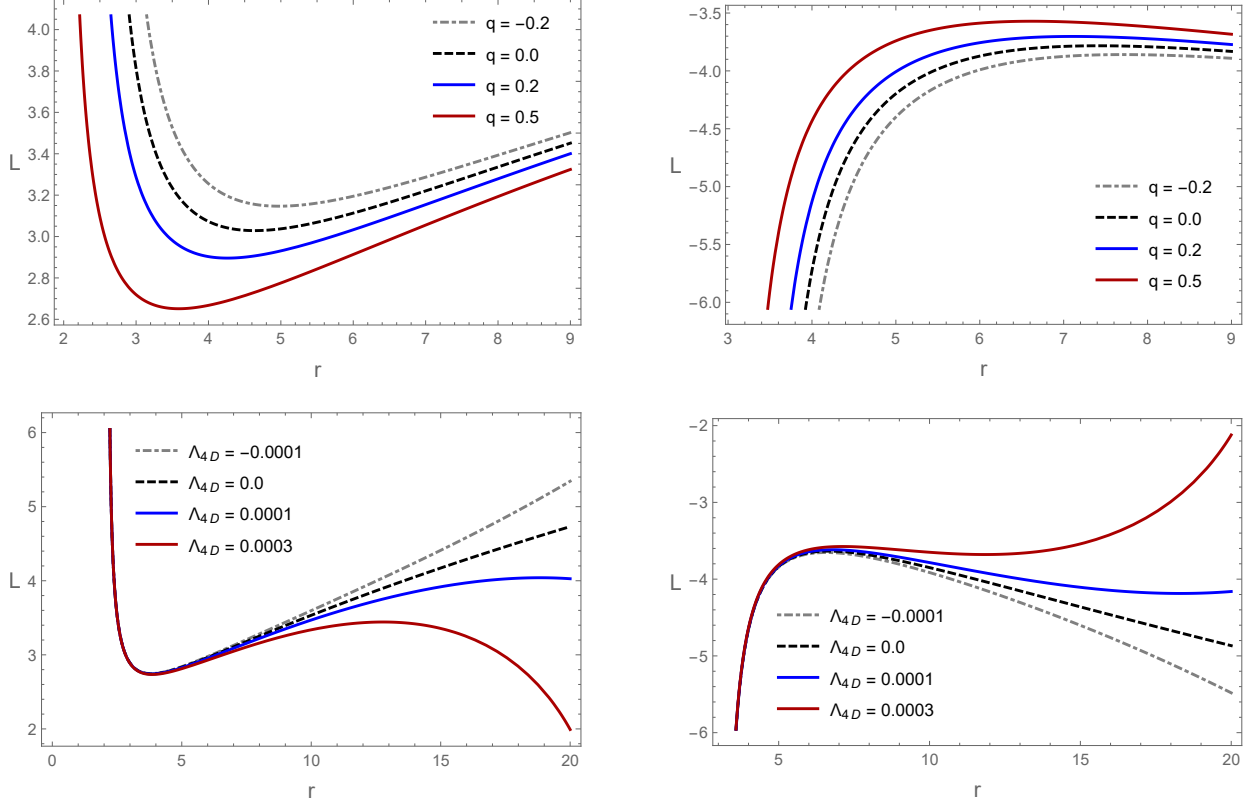 4.0
3.8
3.6
3.4
3.2
3.0
2.8
2.6
L
q = −0.2
q = 0.0
q = 0.2
q = 0.5
2 3 4 5 6 7 8 9
r
−3.5
−4.0
−4.5
−5.0
−5.5
−6.0
L
q = −0.2
q = 0.0
q = 0.2
q = 0.5
3 4 5 6 7 8 9
r
6
5
4
3
2
L
Λ4D = −0.0001
Λ4D = 0.0
Λ4D = 0.0001
Λ4D = 0.0003
0 5 10 15 20
r
−2
−3
−4
−5
−6
L
Λ4D = −0.0001
Λ4D = 0.0
Λ4D = 0.0001
Λ4D = 0.0003
5 10 15 20
r